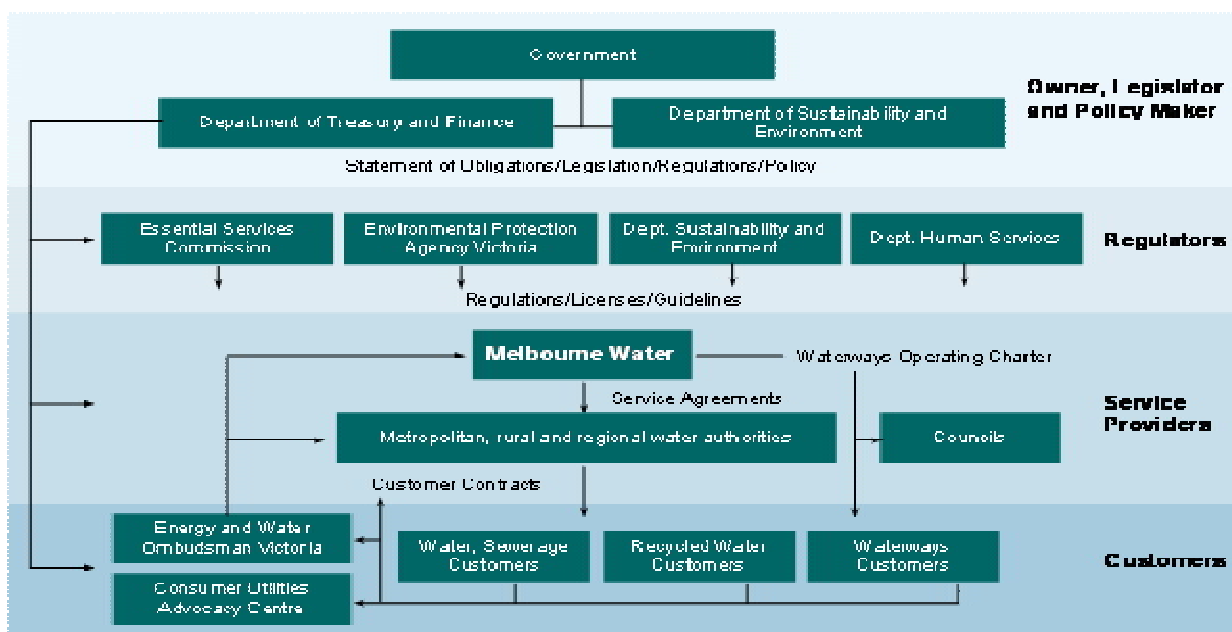 Government
Owner, Legislator
and Policy Maker
Department of Treasury and Finance
Department of Sustainability and
Environment
Statement of Obligations/Legislation/Regulations/Policy
Essential Services
Commission
Environmental Protection
Agency Victoria
Dept. Sustainability and
Environment
Dept. Human Services
Regulators
Regulations/Licenses/Guidelines
Melbourne Water
Waterways Operating Charter
Service Agreements
Service
Providers
Metropolitan, rural and regional water authorities
Councils
Customer Contracts
Energy and Water
Ombudsman Victoria
Water, Sewerage
Customers
Recycled Water
Customers
Waterways
Customers
Customers
Consumer Utilities
Advocacy Centre